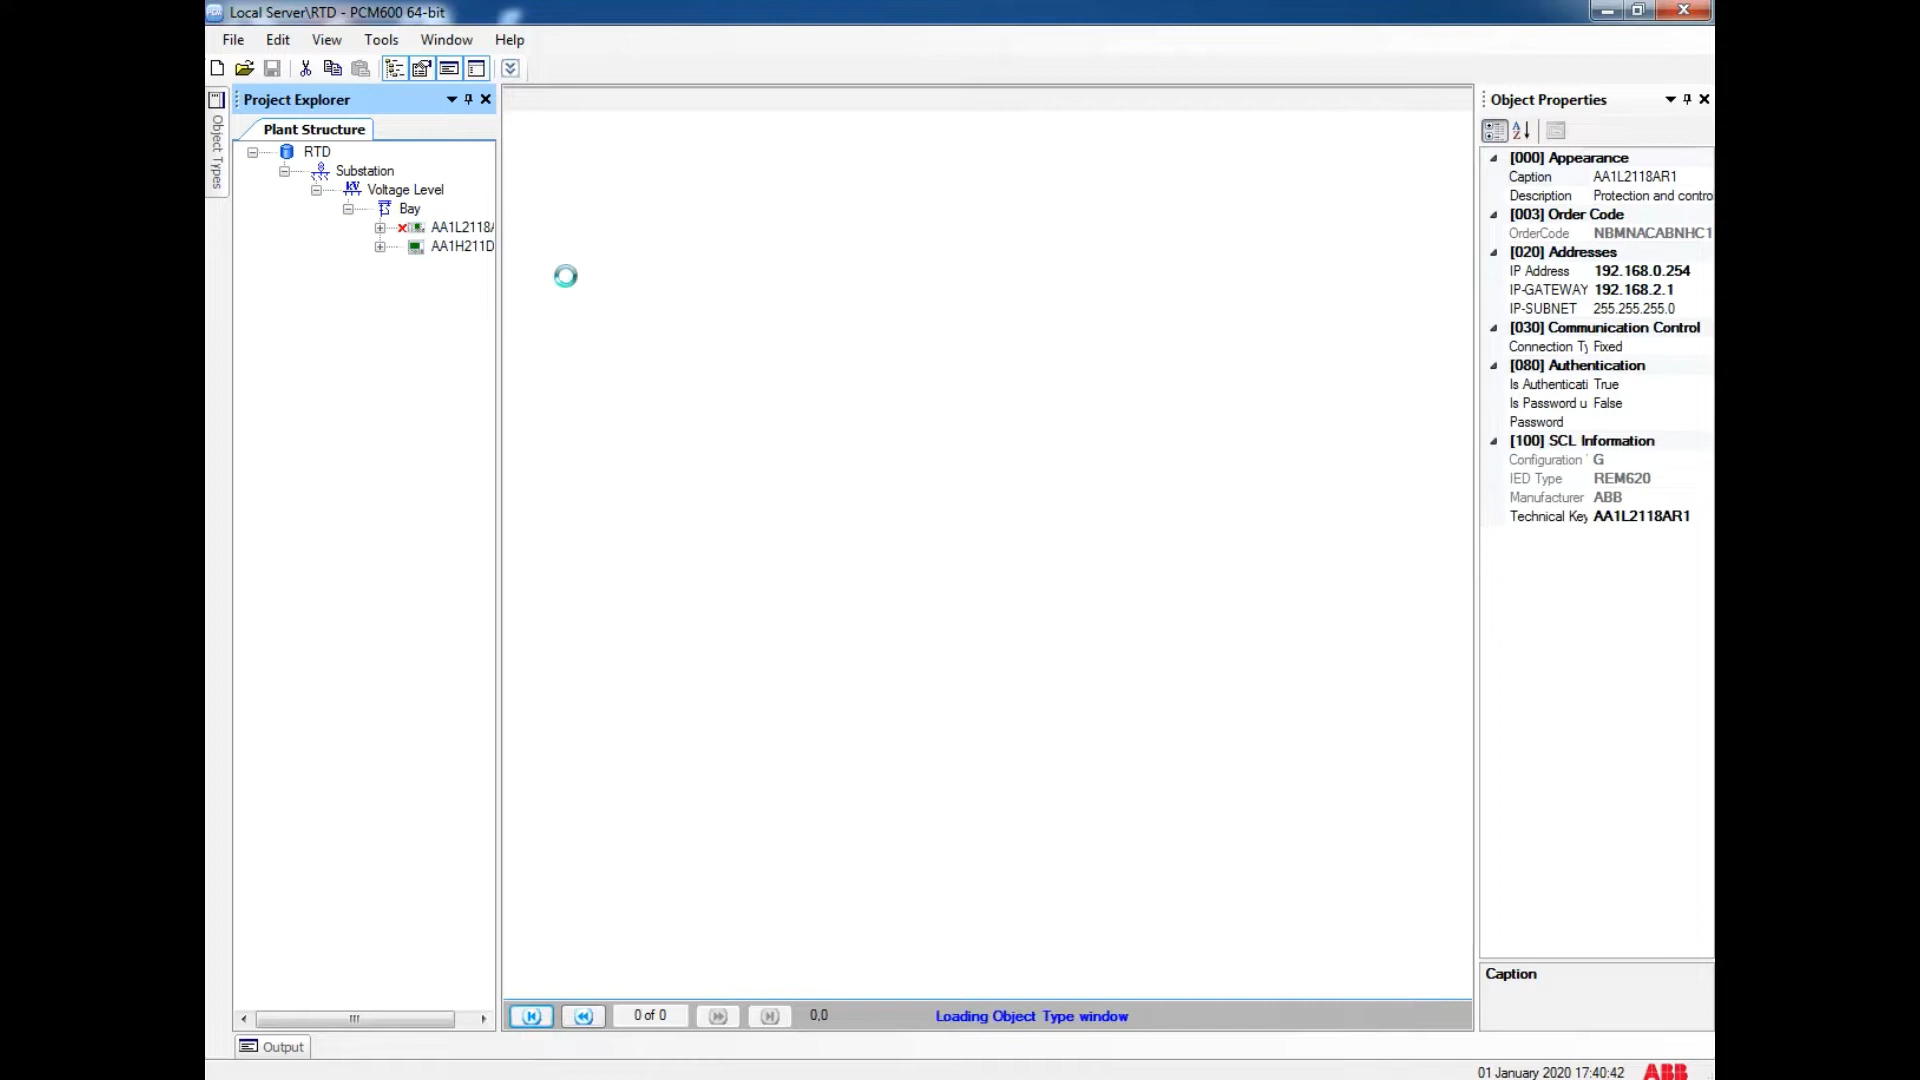 Local Server\RTD - PCM600 64-bit
File Edit View Tools Window Help
Object Types
Project Explorer
Plant Structure
RTD
Substation
Voltage Level
Bay
AA1L2118A
AA1H211D
0 of 0
0,0
Loading Object Type window
Output
Object Properties
[000] Appearance
Caption AA1L2118AR1
Description Protection and contro
[003] Order Code
OrderCode NBMNACABNHC1
[020] Addresses
IP Address 192.168.0.254
IP-GATEWAY 192.168.2.1
IP-SUBNET 255.255.255.0
[030] Communication Control
Connection Ty Fixed
[080] Authentication
Is Authenticati True
Is Password u False
Password
[100] SCL Information
Configuration G
IED Type REM620
Manufacturer ABB
Technical Key AA1L2118AR1
Caption
01 January 2020 17:40:42
ABB